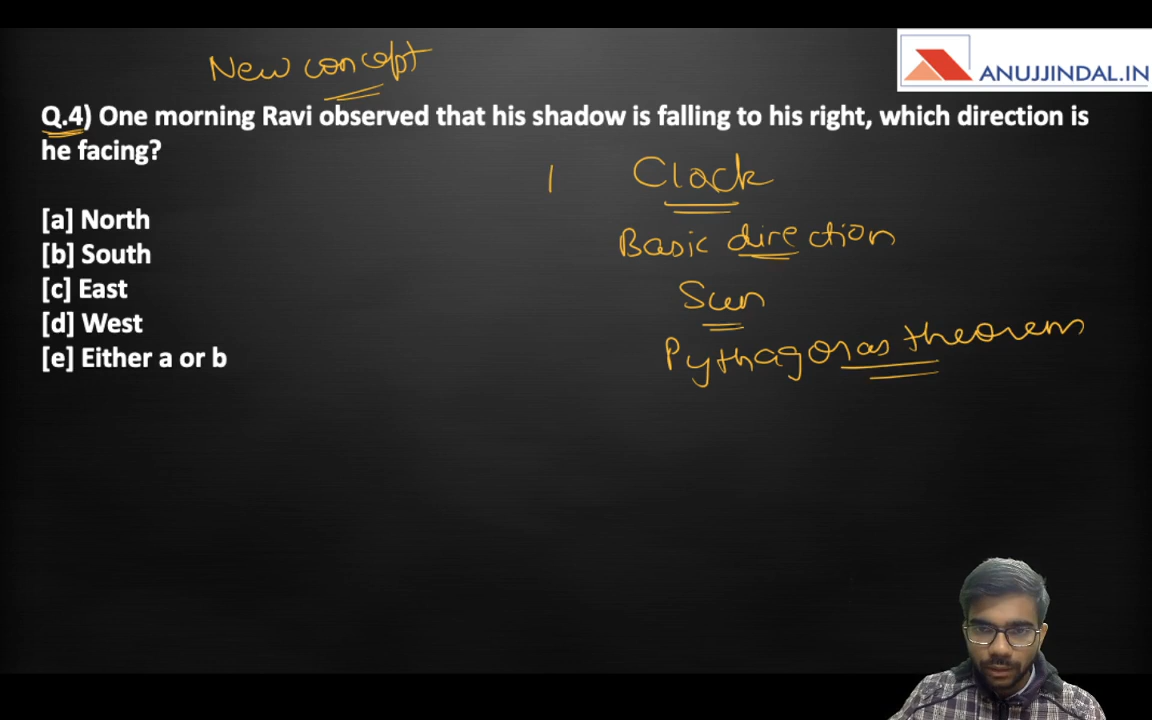 New concept
ANUJJINDAL.IN
Q.4) One morning Ravi observed that his shadow is falling to his right, which direction is
he facing?
Clock
[a] North
Basic direction
[b] South
[c] East
Sun
[d] West
Pythagoras theorem
[e] Either a or b